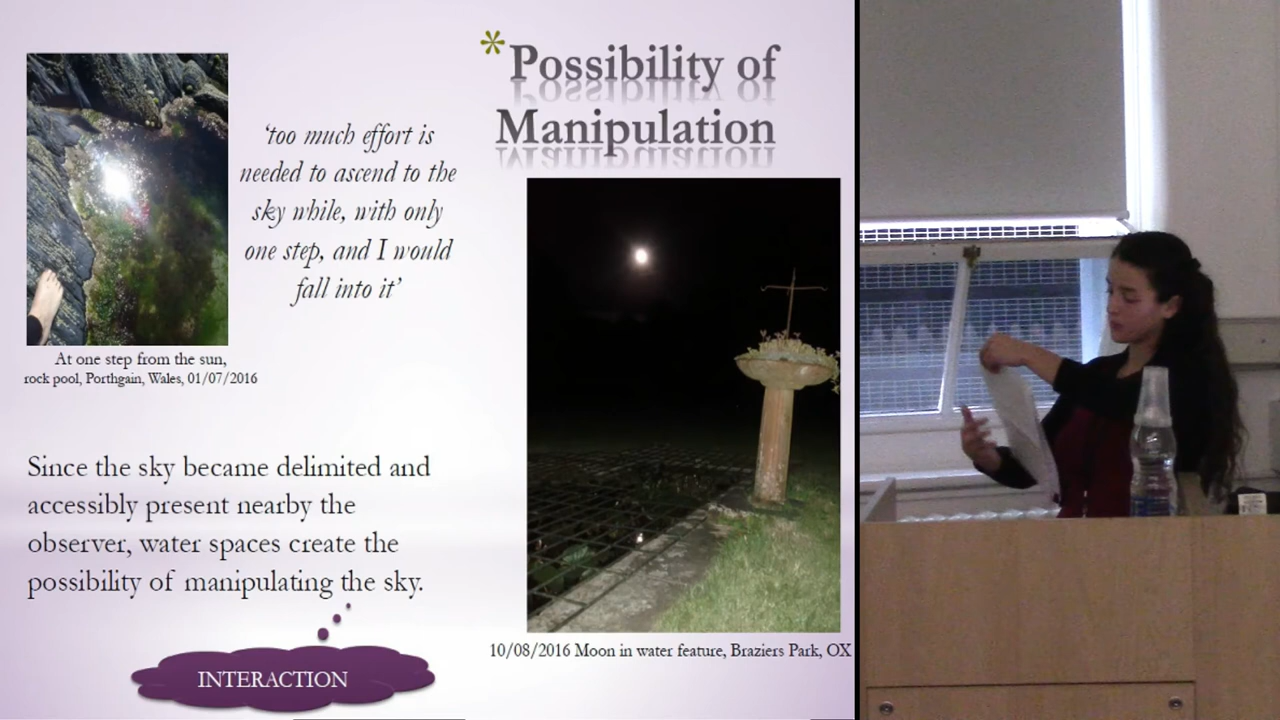 *Possibility of
Manipulation
‘too much effort is
needed to ascend to the
sky while, with only
one step, and I would
fall into it’
At one step from the sun,
rock pool, Porthgain, Wales, 01/07/2016
Since the sky became delimited and
accessibly present nearby the
observer, water spaces create the
possibility of manipulating the sky.
INTERACTION
10/08/2016 Moon in water feature, Braziers Park, OX